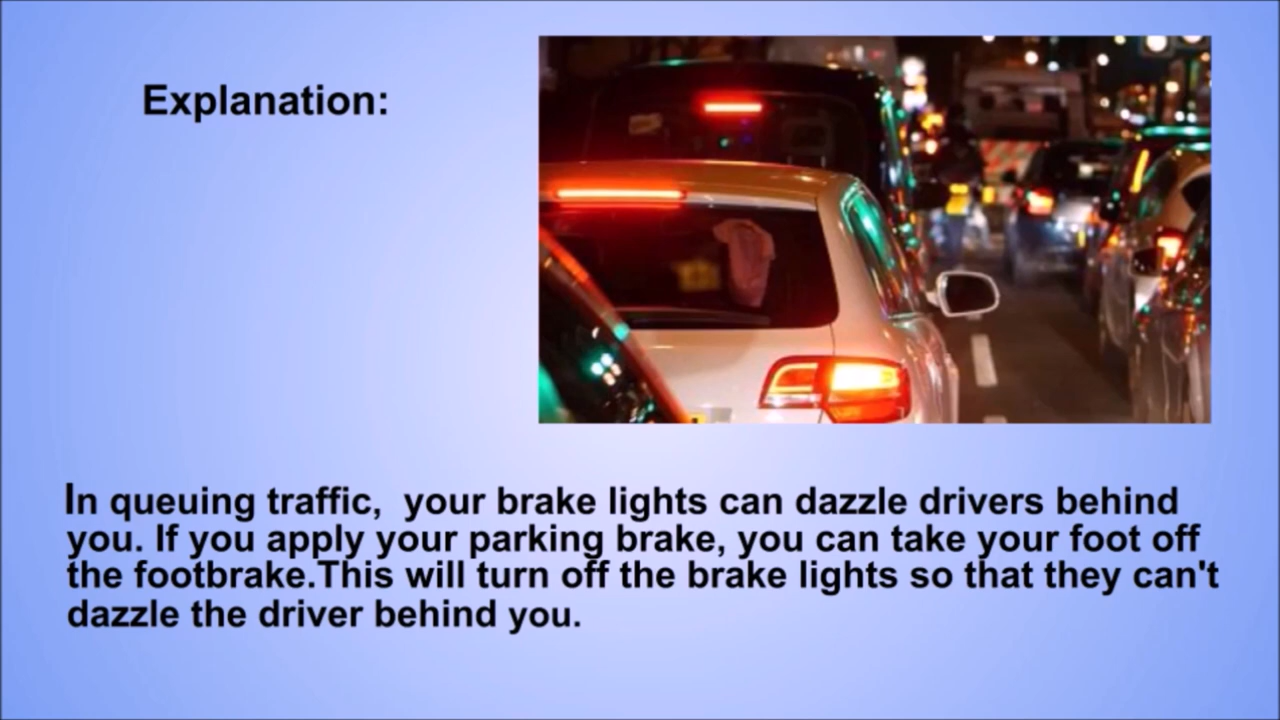 Explanation:
In queuing traffic,  your brake lights can dazzle drivers behind
you. If you apply your parking brake, you can take your foot off
the footbrake.This will turn off the brake lights so that they can't
dazzle the driver behind you.